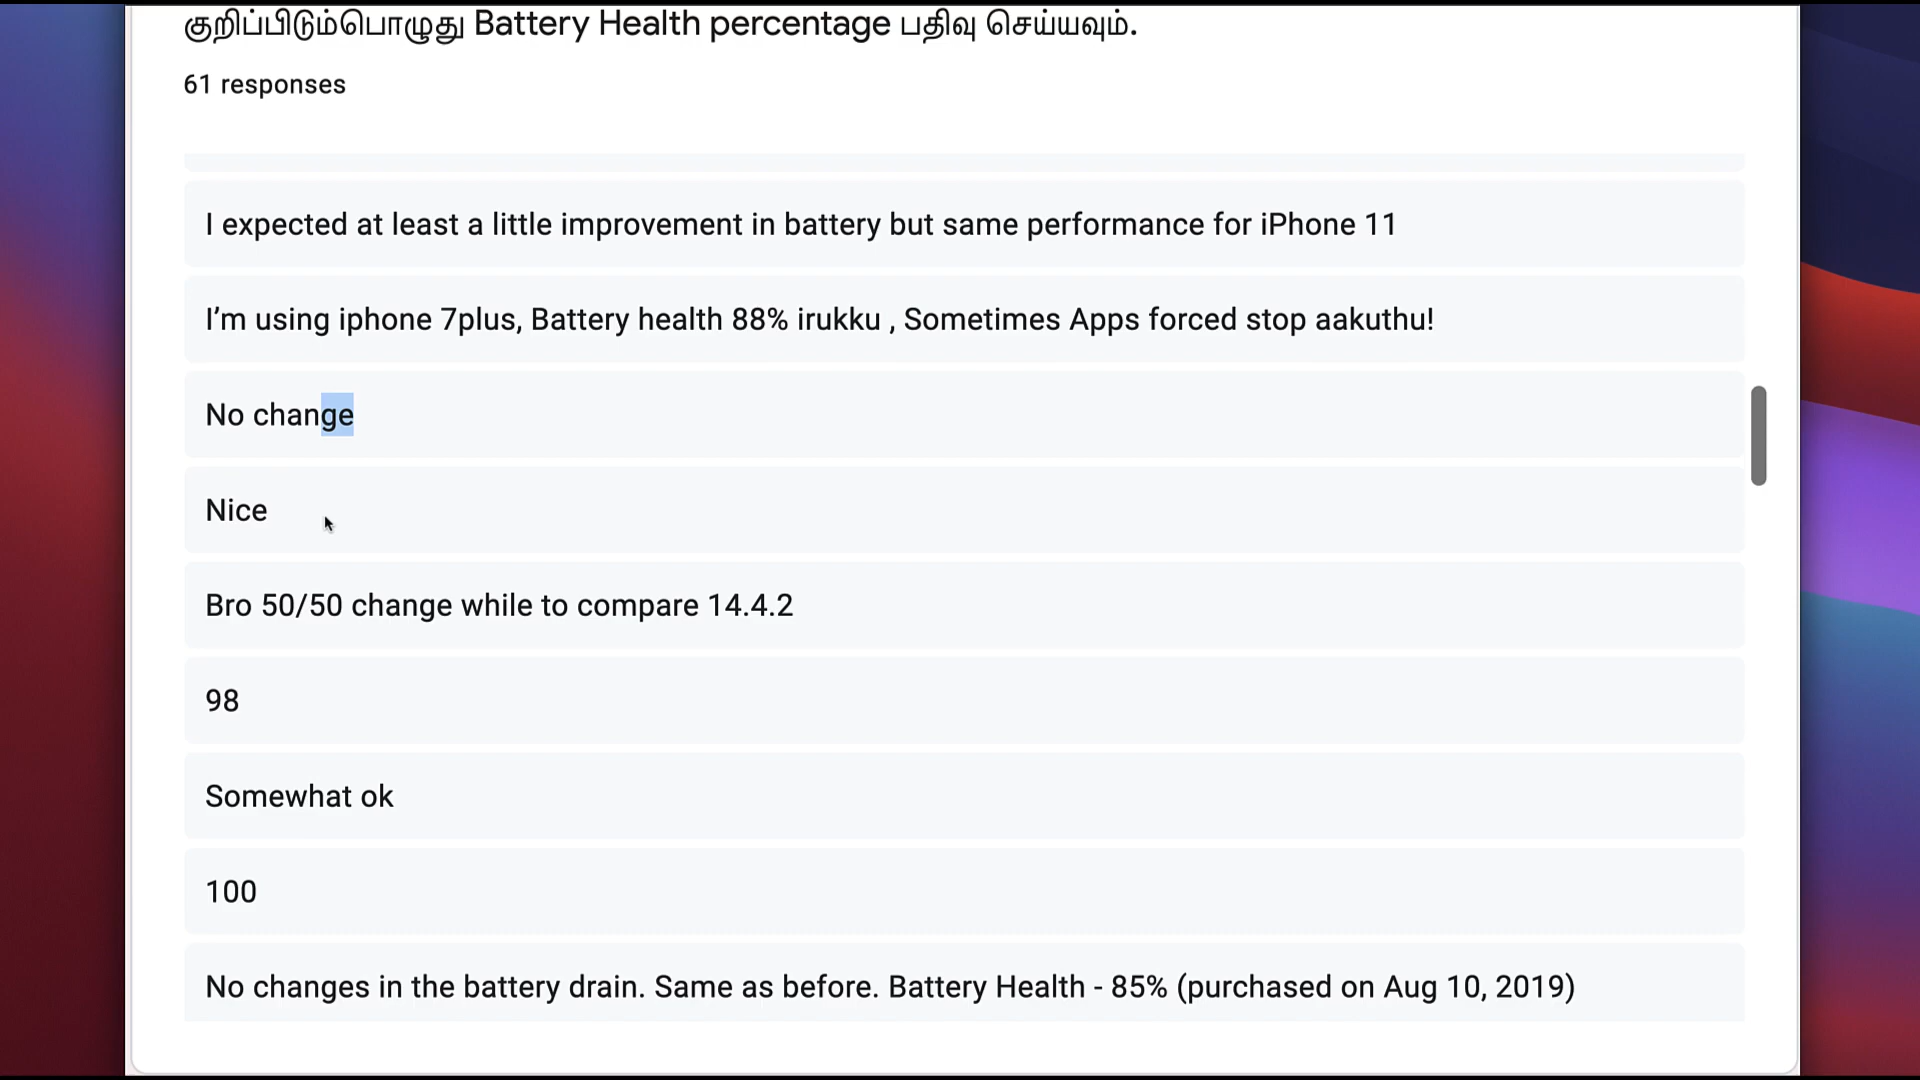 குறிப்பிடும்பொழுது Battery Health percentage பதிவு செய்யவும்.
61 responses
I expected at least a little improvement in battery but same performance for iPhone 11
I’m using iphone 7plus, Battery health 88% irukku , Sometimes Apps forced stop aakuthu!
No change
Nice
Bro 50/50 change while to compare 14.4.2
98
Somewhat ok
100
No changes in the battery drain. Same as before. Battery Health - 85% (purchased on Aug 10, 2019)